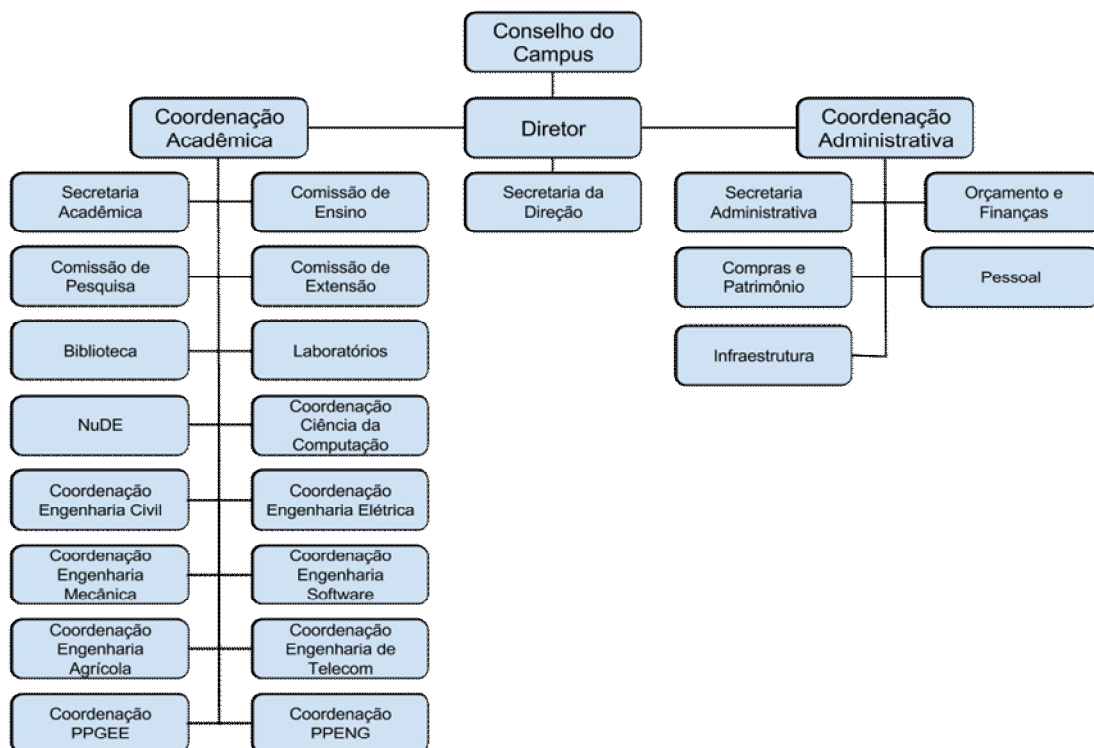 Conselho do
Campus
Coordenação
Acadêmica
Diretor
Coordenação
Administrativa
Secretaria
Acadêmica
Comissão de
Ensino
Secretaria da
Direção
Secretaria
Administrativa
Orçamento e
Finanças
Comissão de
Pesquisa
Comissão de
Extensão
Compras e
Patrimônio
Pessoal
Biblioteca
Laboratórios
Infraestrutura
NuDE
Coordenação
Ciência da
Computação
Coordenação
Engenharia Civil
Coordenação
Engenharia Elétrica
Coordenação
Engenharia
Mecânica
Coordenação
Engenharia
Software
Coordenação
Engenharia
Agrícola
Coordenação
Engenharia de
Telecom
Coordenação
PPGEE
Coordenação
PPENG